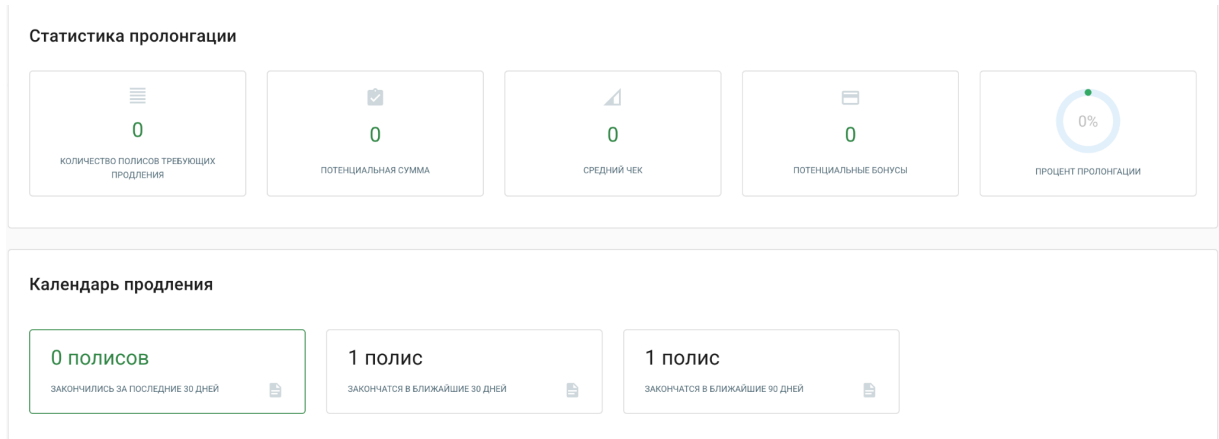 Статистика пролонгации
0
КОЛИЧЕСТВО ПОЛИСОВ ТРЕБУЮЩИХ
ПРОДЛЕНИЯ
0
ПОТЕНЦИАЛЬНАЯ СУММА
0
СРЕДНИЙ ЧЕК
0
ПОТЕНЦИАЛЬНЫЕ БОНУСЫ
0%
ПРОЦЕНТ ПРОЛОНГАЦИИ
Календарь продления
0 полисов
ЗАКОНЧИЛИСЬ ЗА ПОСЛЕДНИЕ 30 ДНЕЙ
1 полис
ЗАКОНЧАТСЯ В БЛИЖАЙШИЕ 30 ДНЕЙ
1 полис
ЗАКОНЧАТСЯ В БЛИЖАЙШИЕ 90 ДНЕЙ